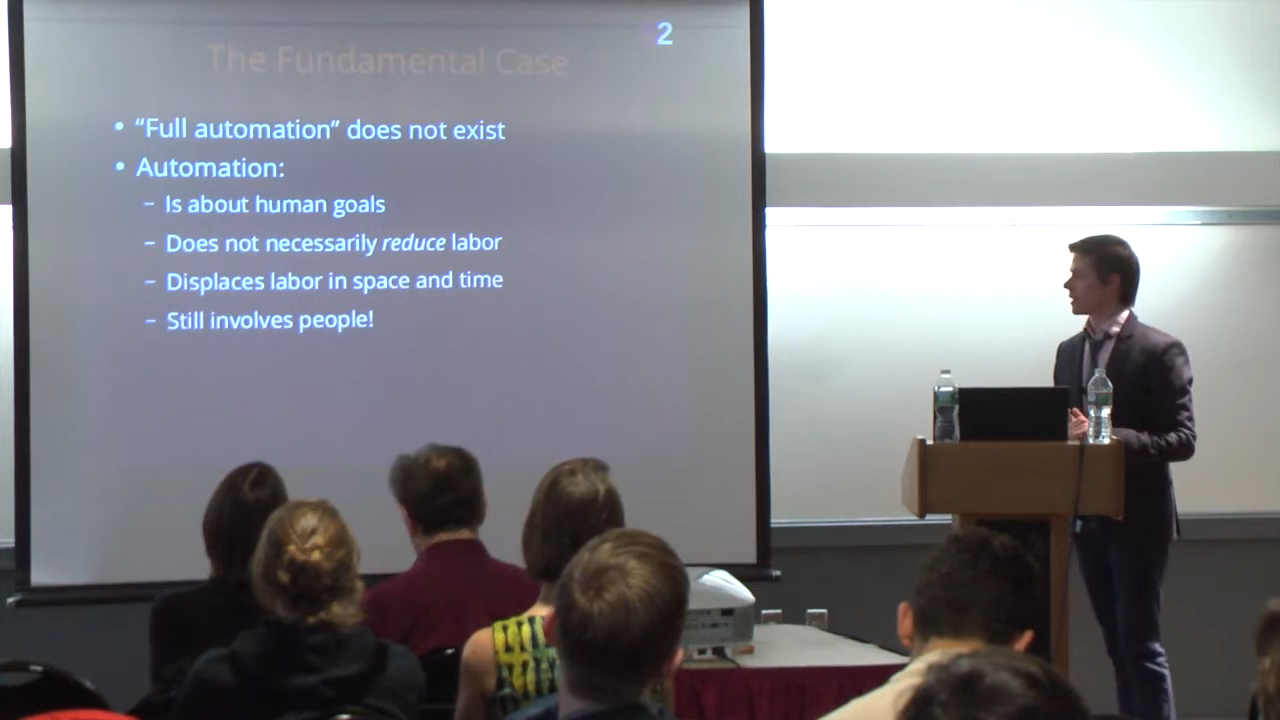 2
The Fundamental Case
• “Full automation” does not exist
• Automation:
– Is about human goals
– Does not necessarily reduce labor
– Displaces labor in space and time
– Still involves people!